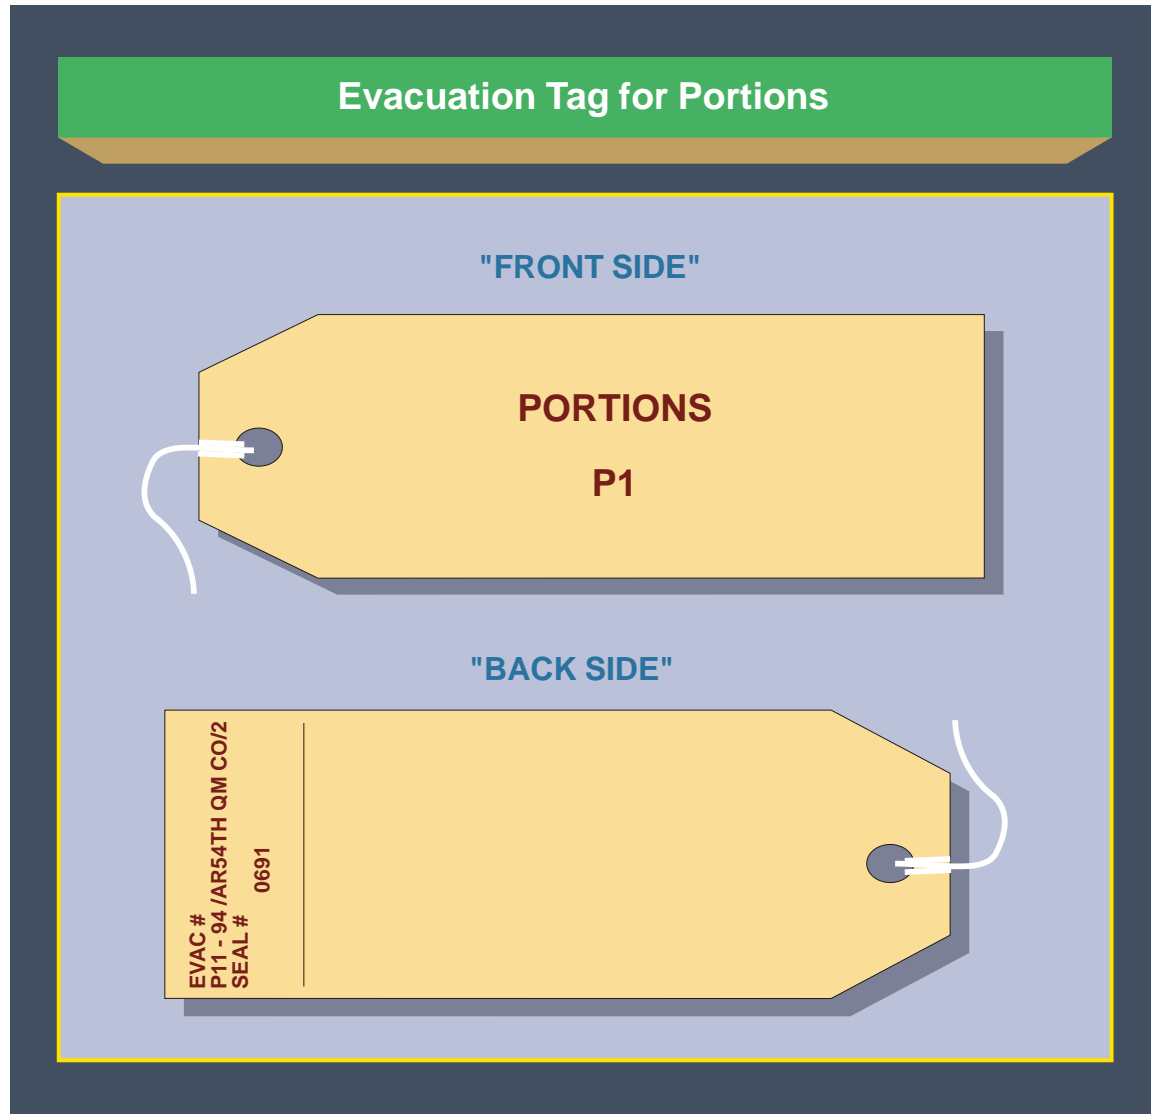 Evacuation Tag for Portions
"FRONT SIDE"
PORTIONS
P1
"BACK SIDE"
EVAC #
P11 - 94 /AR54TH QM CO/2
SEAL #
0691